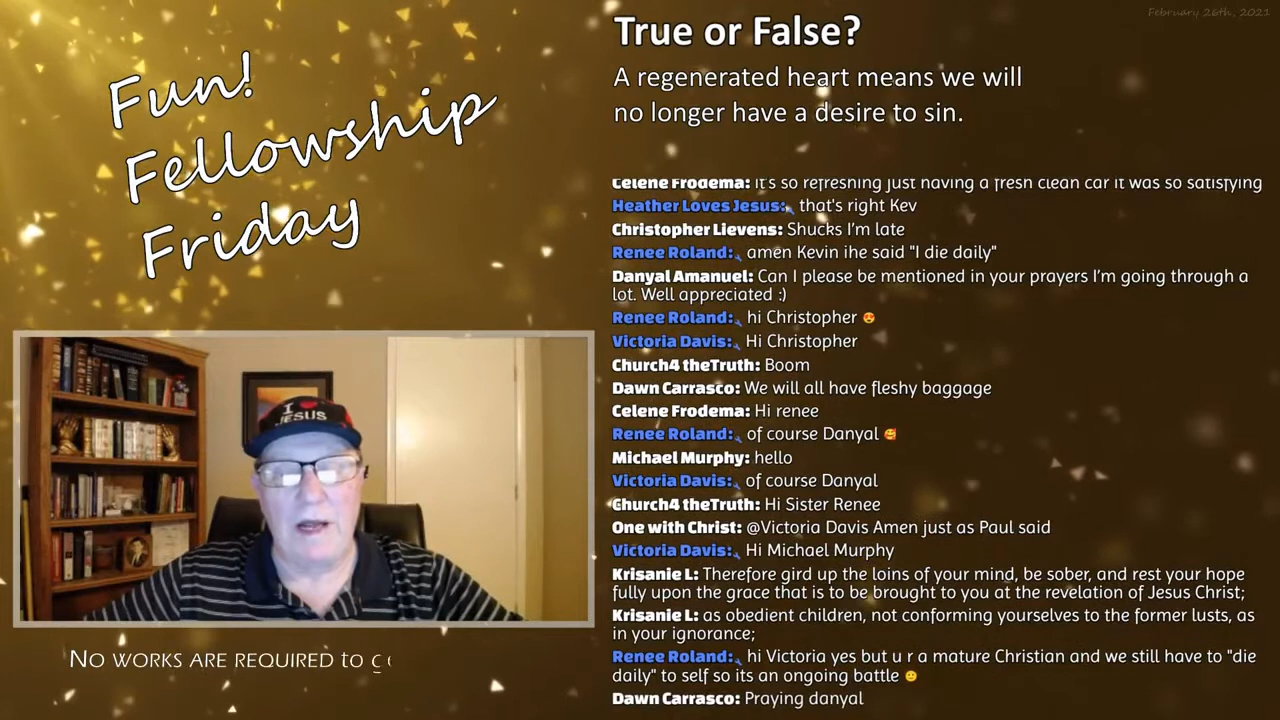 Fun!
Fellowship
Friday
I
JESUS
No works are required to
February 26th, 2021
True or False?
A regenerated heart means we will
no longer have a desire to sin.
Celene Frodema: It's so refreshing just having a fresh clean car it was so satisfying
Heather Loves Jesus: that's right Kev
Christopher Lievens: Shucks I'm late
Renee Roland: amen Kevin ihe said "I die daily"
Danyal Amanuel: Can I please be mentioned in your prayers I'm going through a
lot. Well appreciated :)
Renee Roland: hi Christopher 😍
Victoria Davis: Hi Christopher
Church4 theTruth: Boom
Dawn Carrasco: We will all have fleshy baggage
Celene Frodema: Hi renee
Renee Roland: of course Danyal 🥰
Michael Murphy: hello
Victoria Davis: of course Danyal
Church4 theTruth: Hi Sister Renee
One with Christ: @Victoria Davis Amen just as Paul said
Victoria Davis: Hi Michael Murphy
Krisanie L: Therefore gird up the loins of your mind, be sober, and rest your hope
fully upon the grace that is to be brought to you at the revelation of Jesus Christ;
Krisanie L: as obedient children, not conforming yourselves to the former lusts, as
in your ignorance;
Renee Roland: hi Victoria yes but u r a mature Christian and we still have to "die
daily" to self so its an ongoing battle 🙂
Dawn Carrasco: Praying danyal